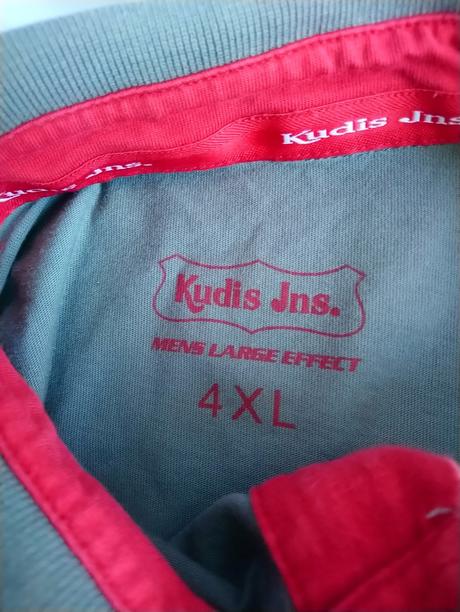 Kudis Jns
Kudis Jns.
Kudis Jns.
MENS LARGE EFFECT
4XL